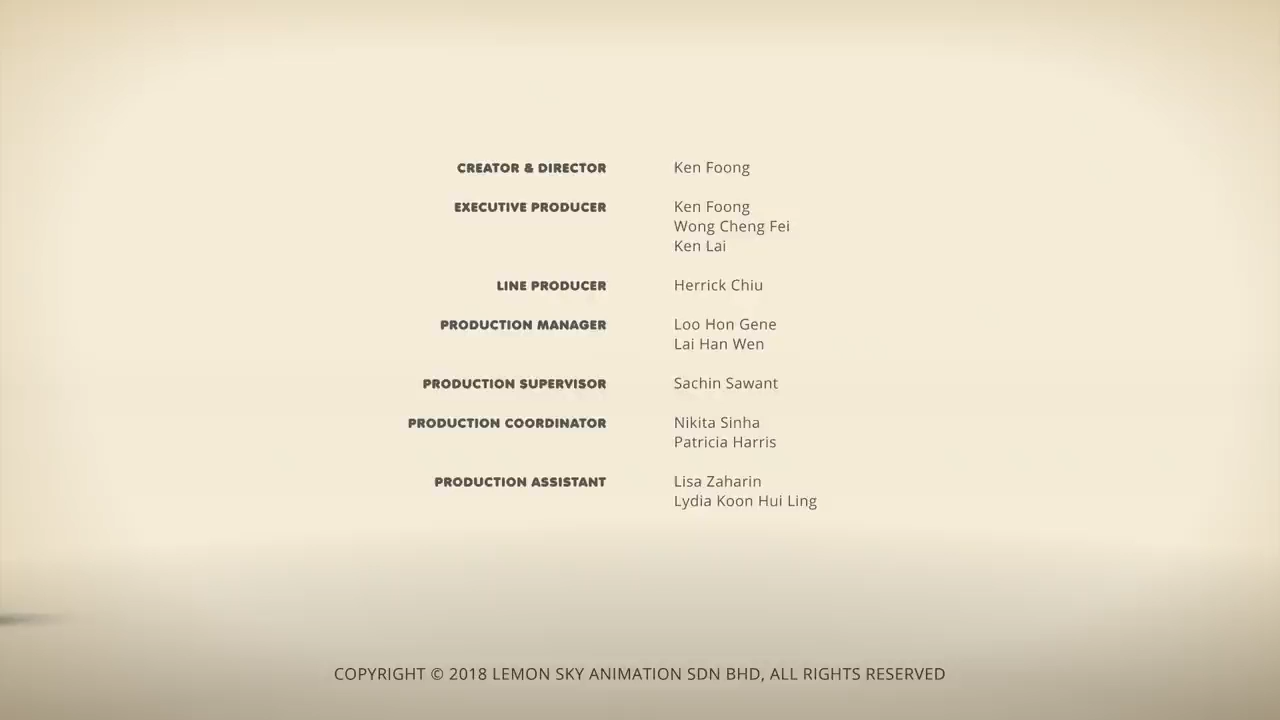 CREATOR & DIRECTOR Ken Foong
EXECUTIVE PRODUCER Ken Foong
Wong Cheng Fei
Ken Lai
LINE PRODUCER Herrick Chiu
PRODUCTION MANAGER Loo Hon Gene
Lai Han Wen
PRODUCTION SUPERVISOR Sachin Sawant
PRODUCTION COORDINATOR Nikita Sinha
Patricia Harris
PRODUCTION ASSISTANT Lisa Zaharin
Lydia Koon Hui Ling
COPYRIGHT © 2018 LEMON SKY ANIMATION SDN BHD, ALL RIGHTS RESERVED